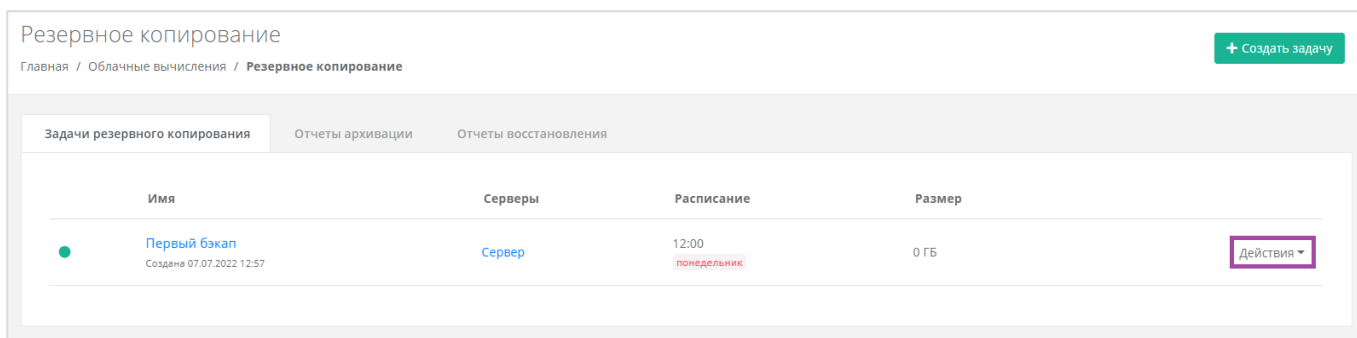 Резервное копирование
+ Создать задачу
Главная / Облачные вычисления / Резервное копирование
Задачи резервного копирования Отчеты архивации Отчеты восстановления
Имя Серверы Расписание Размер
Первый бэкап Сервер 12:00 0 ГБ Действия
Создана 07.07.2022 12:57 понедельник